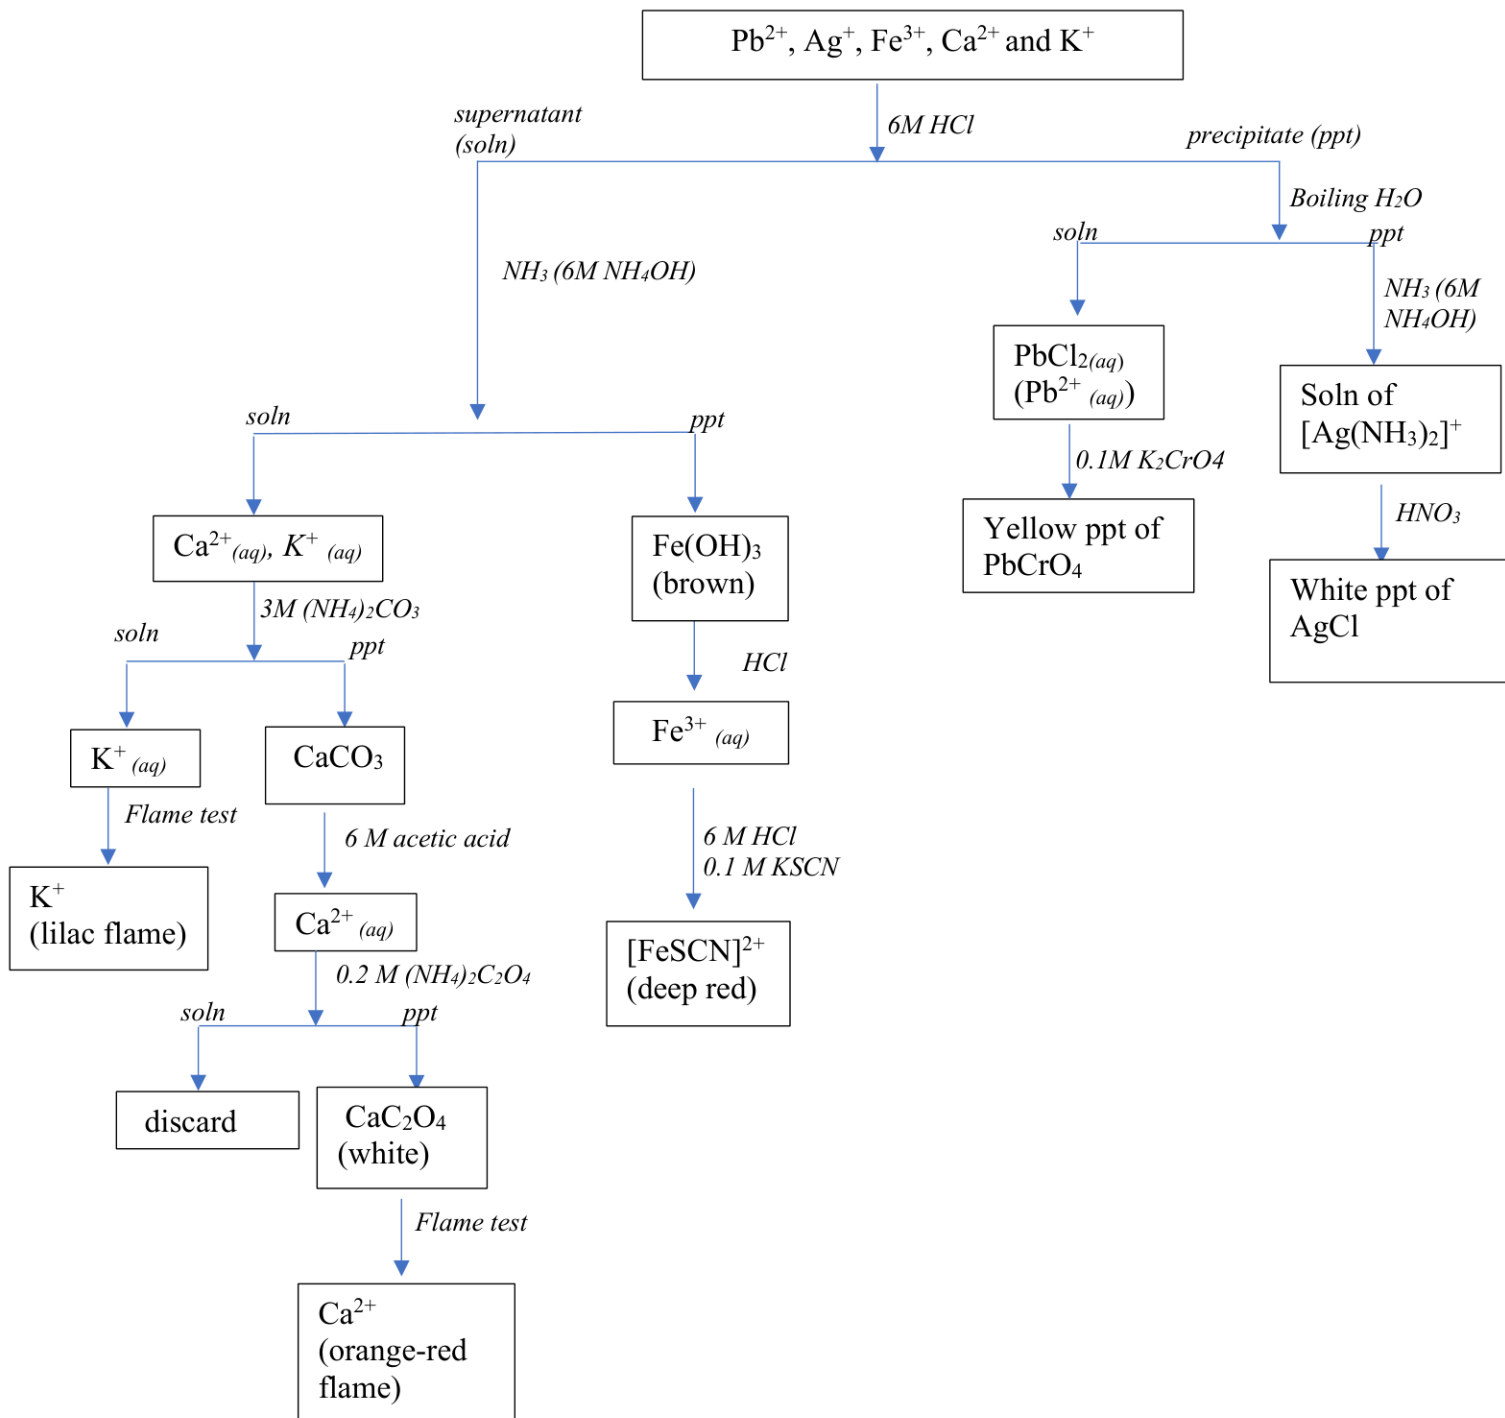 Pb²⁺, Ag⁺, Fe³⁺, Ca²⁺ and K⁺
supernatant
(soln)
6M HCl
precipitate (ppt)
Boiling H₂O
soln
ppt
NH₃ (6M NH₄OH)
NH₃ (6M
NH₄OH)
PbCl₂(aq)
(Pb²⁺ (aq))
Soln of
[Ag(NH₃)₂]⁺
soln
ppt
0.1M K₂CrO4
HNO₃
Ca²⁺(aq), K⁺ (aq)
Fe(OH)₃
(brown)
Yellow ppt of
PbCrO₄
White ppt of
AgCl
3M (NH₄)₂CO₃
soln
ppt
HCl
K⁺ (aq)
CaCO₃
Fe³⁺ (aq)
Flame test
6 M acetic acid
6 M HCl
0.1 M KSCN
K⁺
(lilac flame)
Ca²⁺ (aq)
[FeSCN]²⁺
(deep red)
0.2 M (NH₄)₂C₂O₄
soln
ppt
discard
CaC₂O₄
(white)
Flame test
Ca²⁺
(orange-red
flame)